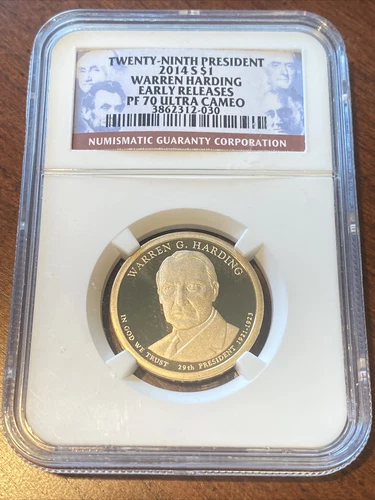 TWENTY-NINTH PRESIDENT
2014 S $1
WARREN HARDING
EARLY RELEASES
PF 70 ULTRA CAMEO
3862312-030
NUMISMATIC GUARANTY CORPORATION
WARREN G. HARDING
IN GOD WE TRUST 29th PRESIDENT 1921-1923